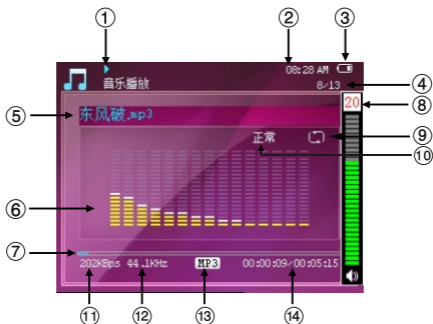 ① ② ③
08:28 AM
音乐播放 8/13 ④
20 ⑧
⑤ 东风破.mp3
正常 ⑨
⑩
⑥
⑦
202KBps 44.1KHz MP3 00:00:09/00:05:15
⑪ ⑫ ⑬ ⑭